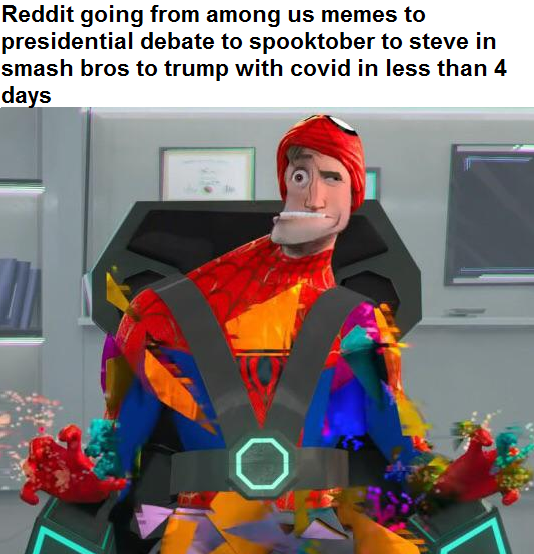 Reddit going from among us memes to
presidential debate to spooktober to steve in
smash bros to trump with covid in less than 4
days